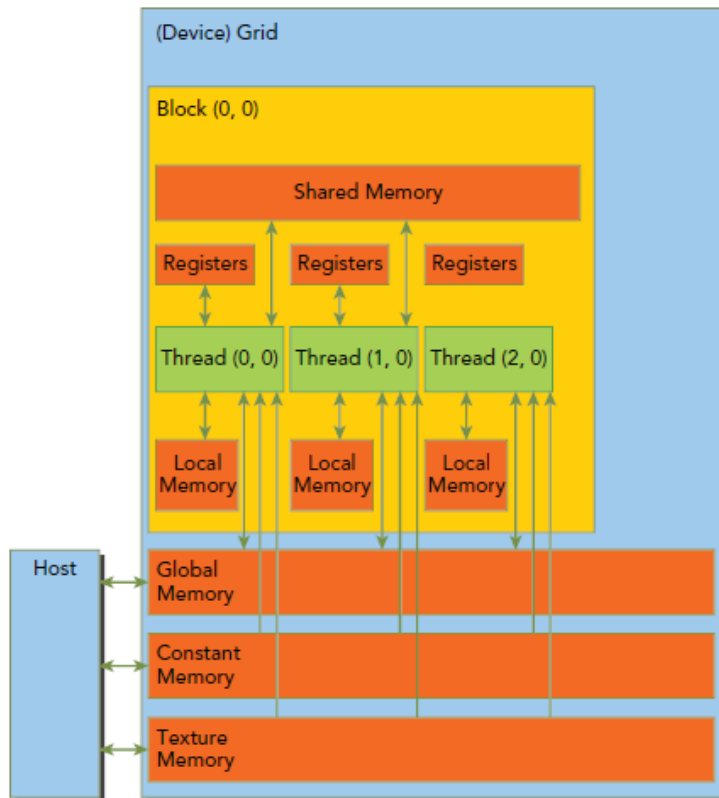 (Device) Grid
Block (0, 0)
Shared Memory
Registers
Registers
Registers
Thread (0, 0)
Thread (1, 0)
Thread (2, 0)
Local
Memory
Local
Memory
Local
Memory
Host
Global
Memory
Constant
Memory
Texture
Memory